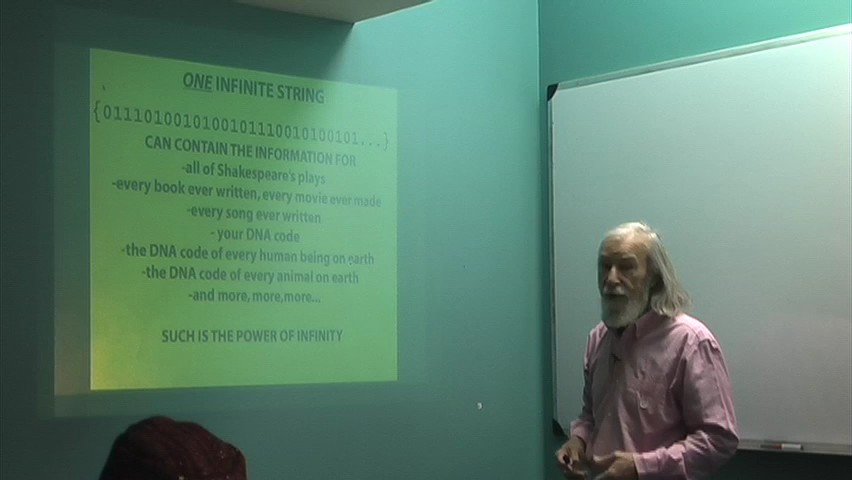 ONE INFINITE STRING
{0111010010100101110010100101...}
CAN CONTAIN THE INFORMATION FOR
-all of Shakespeare's plays
-every book ever written, every movie ever made
-every song ever written
- your DNA code
-the DNA code of every human being on earth
-the DNA code of every animal on earth
-and more, more,more...
SUCH IS THE POWER OF INFINITY